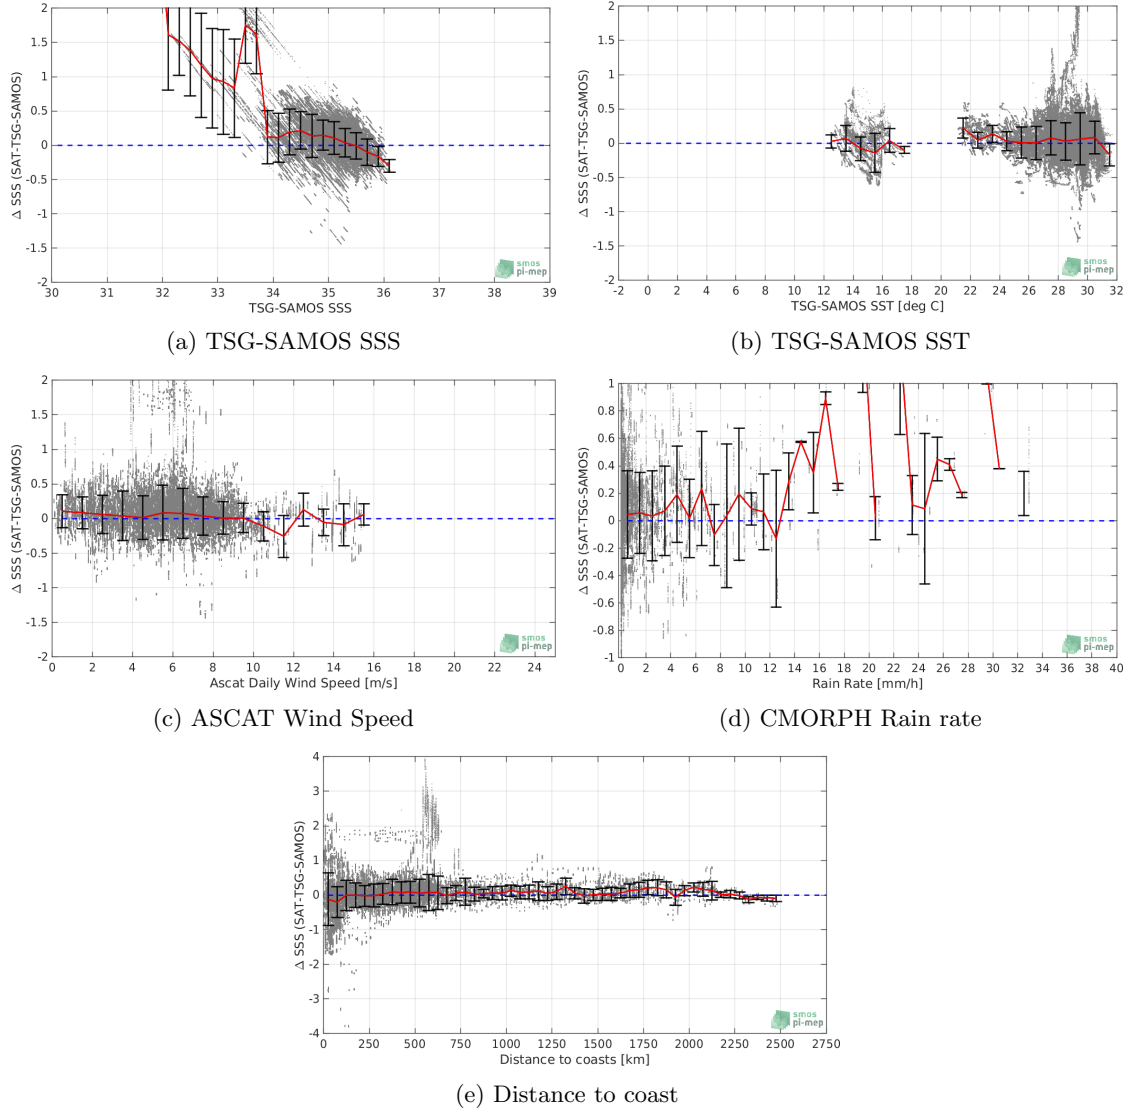 2
1.5
1
0.5
0
-0.5
-1
-1.5
-2
Δ SSS (SAT-TSG-SAMOS)
30 31 32 33 34 35 36 37 38 39
TSG-SAMOS SSS
smos
pi-mep
(a) TSG-SAMOS SSS
2
1.5
1
0.5
0
-0.5
-1
-1.5
-2
Δ SSS (SAT-TSG-SAMOS)
-2 0 2 4 6 8 10 12 14 16 18 20 22 24 26 28 30 32
TSG-SAMOS SST [deg C]
smos
pi-mep
(b) TSG-SAMOS SST
2
1.5
1
0.5
0
-0.5
-1
-1.5
-2
Δ SSS (SAT-TSG-SAMOS)
0 2 4 6 8 10 12 14 16 18 20 22 24
Ascat Daily Wind Speed [m/s]
smos
pi-mep
(c) ASCAT Wind Speed
1
0.8
0.6
0.4
0.2
0
-0.2
-0.4
-0.6
-0.8
-1
Δ SSS (SAT-TSG-SAMOS)
0 2 4 6 8 10 12 14 16 18 20 22 24 26 28 30 32 34 36 38 40
Rain Rate [mm/h]
smos
pi-mep
(d) CMORPH Rain rate
4
3
2
1
0
-1
-2
-3
-4
Δ SSS (SAT-TSG-SAMOS)
0 250 500 750 1000 1250 1500 1750 2000 2250 2500 2750
Distance to coasts [km]
smos
pi-mep
(e) Distance to coast